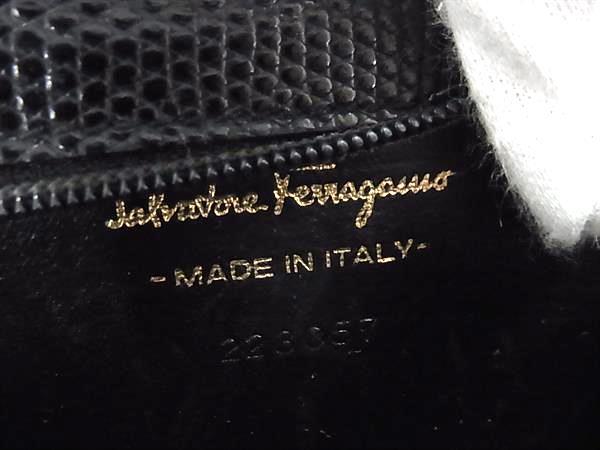 Salvatore Ferragamo
- MADE IN ITALY -
223057